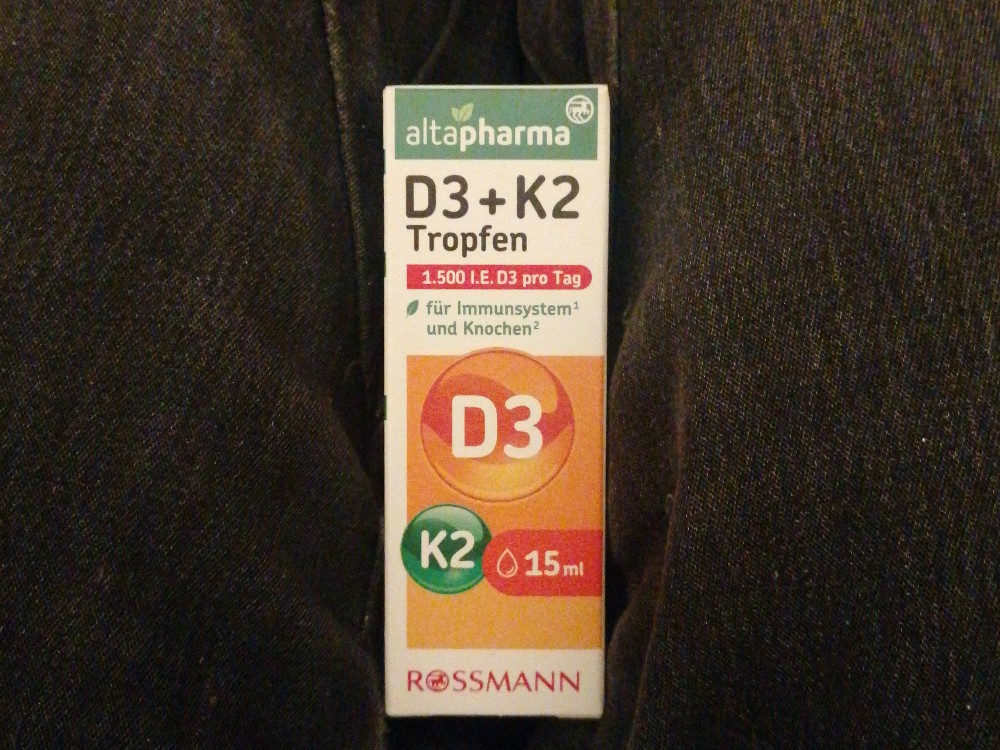 altapharma
D3+K2
Tropfen
1.500 I.E. D3 pro Tag
für Immunsystem¹
und Knochen²
D3
K2
15 ml
ROSSMANN